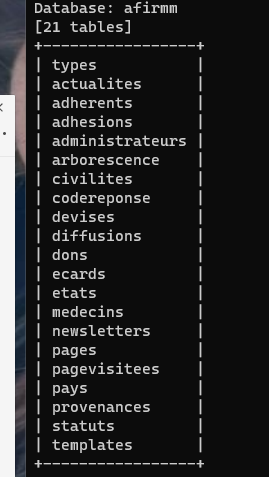 Database: afirmm
[21 tables]
+-----------------+
| types           |
| actualites      |
| adherents       |
| adhesions       |
| administrateurs |
| arborescence    |
| civilites       |
| codereponse     |
| devises         |
| diffusions      |
| dons            |
| ecards          |
| etats           |
| medecins        |
| newsletters     |
| pages           |
| pagevisitees    |
| pays            |
| provenances     |
| statuts         |
| templates       |
+-----------------+